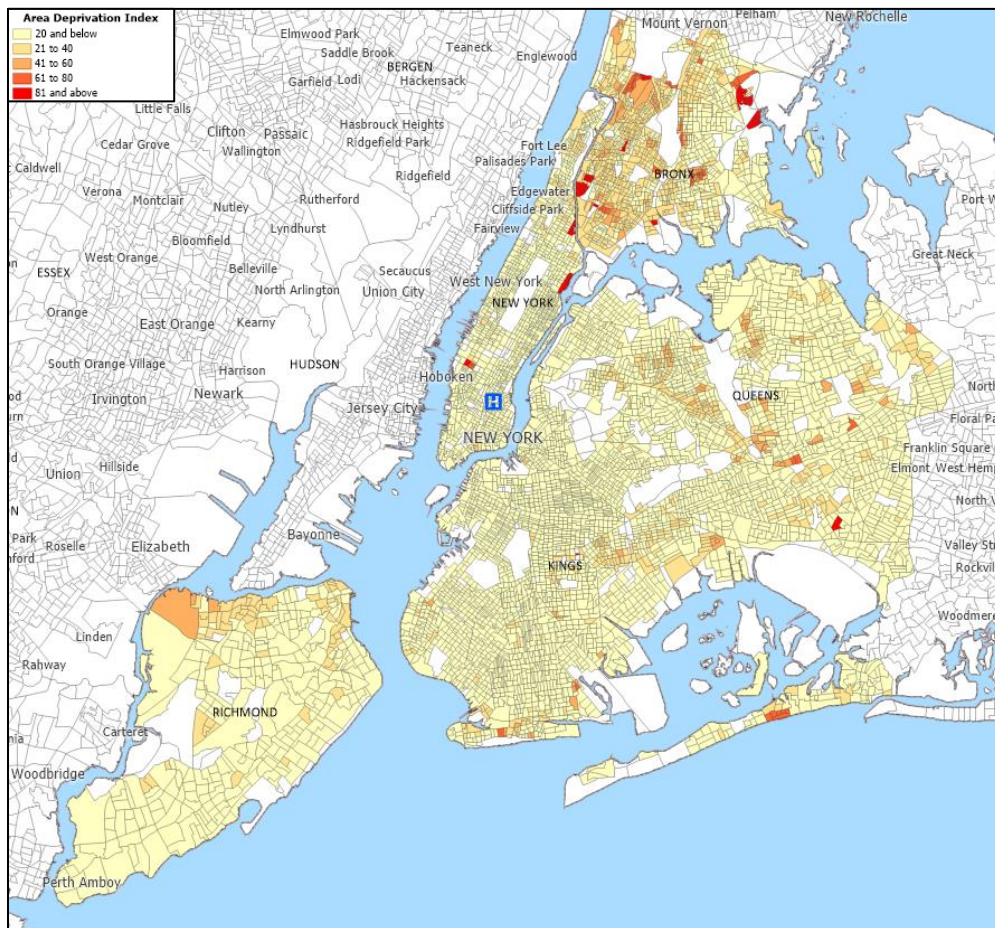 Area Deprivation Index
20 and below
21 to 40
41 to 60
61 to 80
81 and above
Pelham
New Rochelle
Mount Vernon
Elmwood Park
Teaneck
Saddle Brook
Englewood
BERGEN
Garfield
Lodi
Hackensack
Little Falls
Hasbrouck Heights
Clifton
Passaic
Cedar Grove
Ridgefield Park
Fort Lee
Wallington
Palisades Park
Caldwell
Ridgefield
BRONX
Verona
Edgewater
Montclair
Rutherford
Port W
Nutley
Cliffside Park
Lyndhurst
Fairview
Bloomfield
West Orange
Great Neck
Belleville
Secaucus
ESSEX
West New York
North Arlington
Union City
NEW YORK
Orange
East Orange
Kearny
South Orange Village
HUDSON
Harrison
Hoboken
Newark
Irvington
QUEENS
H
Jersey City
Floral Pa
NEW YORK
Franklin Square
Hillside
Union
Elmont
West Hemp
North V
Park
Roselle
Elizabeth
Bayonne
Valley Str
KINGS
Rockvil
Woodmere
Linden
Rahway
RICHMOND
Carteret
Woodbridge
Perth Amboy